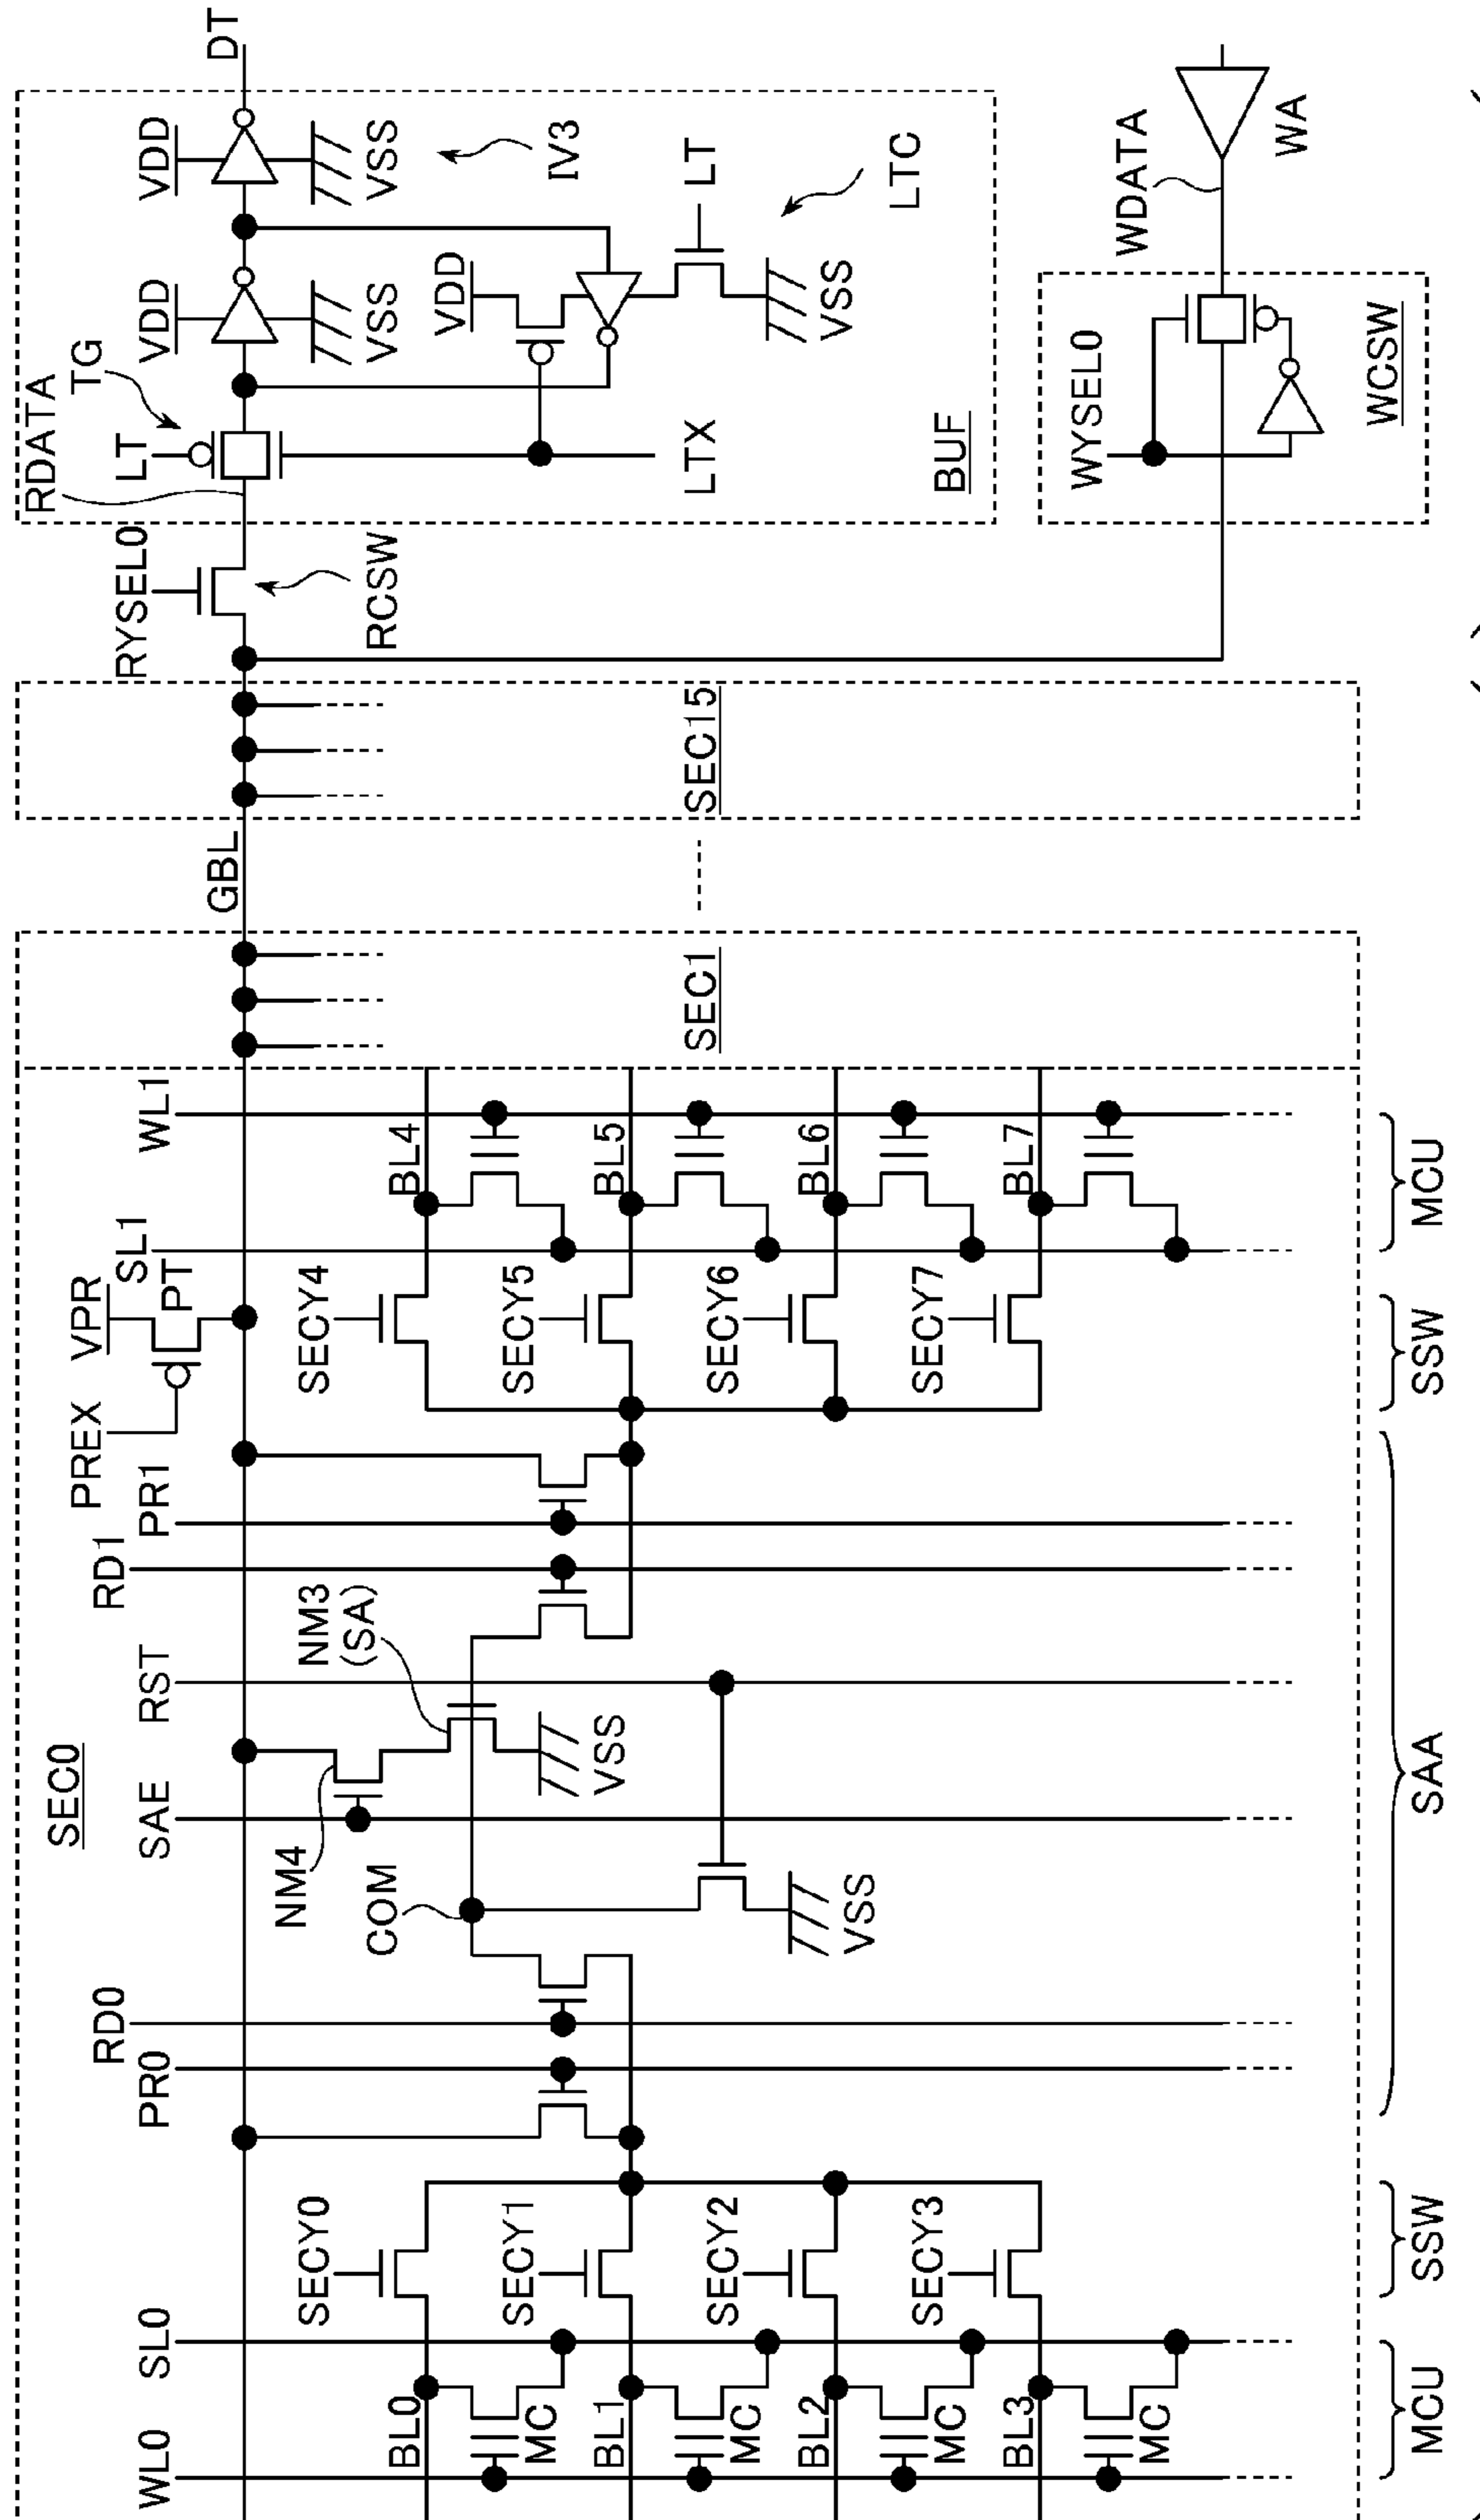 SEC0
WL0
SL0
PR0
RD0
SAE
RST
RD1
PR1
PREX
VPR
PT
SL1
WL1
GBL
RYSEL0
RDATA
LT
TG
VDD
VSS
VDD
VSS
DT
IV3
RCSW
VDD
LTX
LT
VSS
LTC
BUF
NM4
NM3
(SA)
COM
VSS
VSS
SECY0
SECY1
SECY2
SECY3
BL0
MC
BL1
MC
BL2
MC
BL3
MC
SECY4
SECY5
SECY6
SECY7
BL4
BL5
BL6
BL7
SEC1
SEC15
WYSEL0
WDATA
WCSW
WA
MCU
SSW
SAA
SSW
MCU